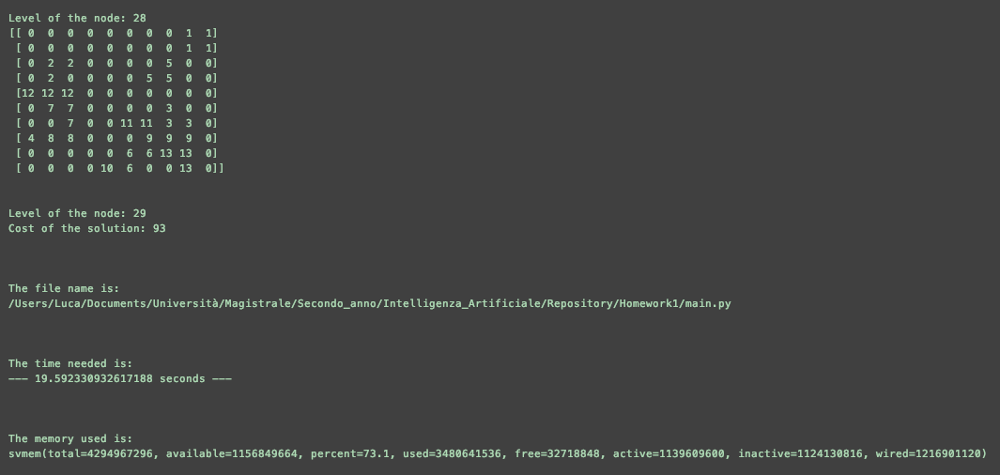 Level of the node: 28
[[ 0  0  0  0  0  0  0  0  1  1]
 [ 0  0  0  0  0  0  0  0  1  1]
 [ 0  2  2  0  0  0  0  5  0  0]
 [ 0  2  0  0  0  0  5  5  0  0]
 [12 12 12  0  0  0  0  0  0  0]
 [ 0  7  7  0  0  0  0  3  0  0]
 [ 0  0  7  0  0 11 11  3  3  0]
 [ 4  8  8  0  0  0  9  9  9  0]
 [ 0  0  0  0  0  6  6 13 13  0]
 [ 0  0  0  0 10  6  0  0 13  0]]
Level of the node: 29
Cost of the solution: 93
The file name is:
/Users/Luca/Documents/Università/Magistrale/Secondo_anno/Intelligenza_Artificiale/Repository/Homework1/main.py
The time needed is:
--- 19.592330932617188 seconds ---
The memory used is:
svmem(total=4294967296, available=1156849664, percent=73.1, used=3480641536, free=32718848, active=1139609600, inactive=1124130816, wired=1216901120)